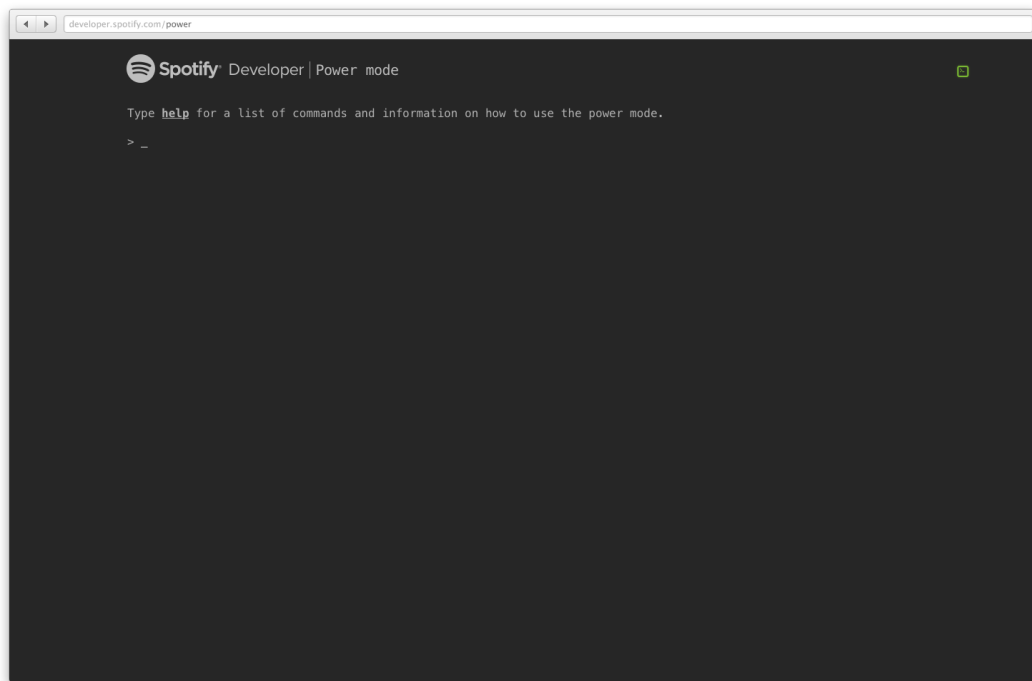 developer.spotify.com/power
Spotify Developer | Power mode
Type help for a list of commands and information on how to use the power mode.
> _